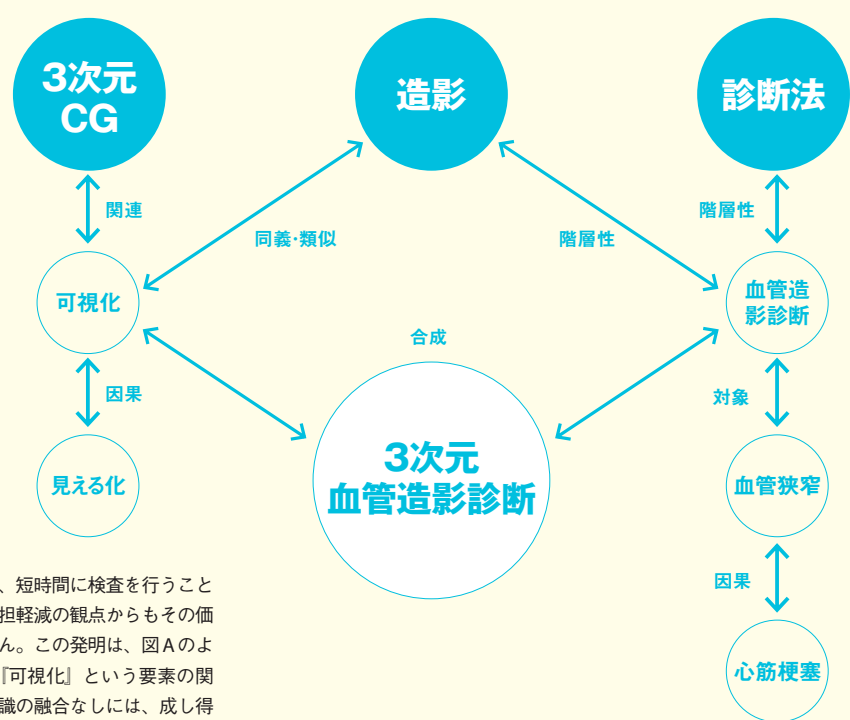 3次元
CG
造影
診断法
関連
階層性
同義・類似
階層性
可視化
血管造
影診断
合成
因果
対象
3次元
血管造影診断
見える化
血管狭窄
因果
心筋梗塞
、短時間に検査を行うこと
担軽減の観点からもその価
ん。この発明は、図Aのよ
『可視化』という要素の関
識の融合なしには、成し得